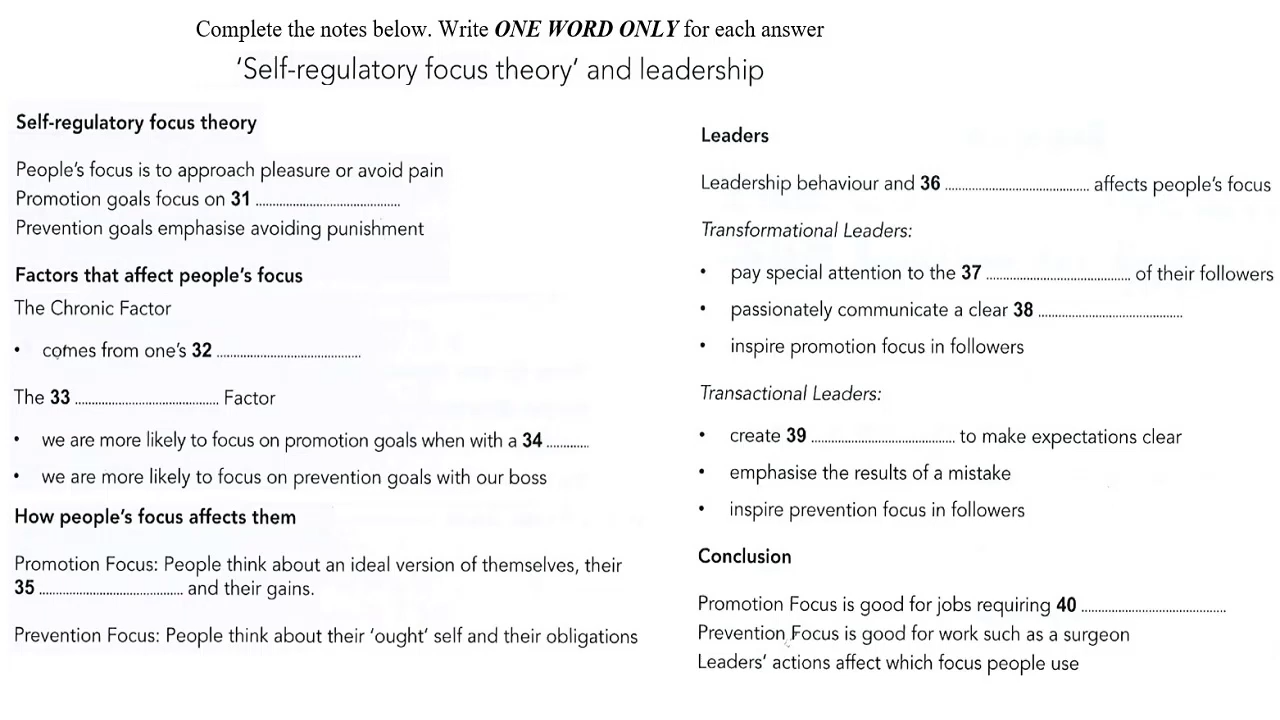 Complete the notes below. Write ONE WORD ONLY for each answer
'Self-regulatory focus theory' and leadership
Self-regulatory focus theory
People's focus is to approach pleasure or avoid pain
Promotion goals focus on 31 ........................................
Prevention goals emphasise avoiding punishment
Factors that affect people's focus
The Chronic Factor
• comes from one's 32 ........................................
The 33 ........................................ Factor
• we are more likely to focus on promotion goals when with a 34 ............
• we are more likely to focus on prevention goals with our boss
How people's focus affects them
Promotion Focus: People think about an ideal version of themselves, their
35 ........................................ and their gains.
Prevention Focus: People think about their 'ought' self and their obligations
Leaders
Leadership behaviour and 36 ........................................ affects people's focus
Transformational Leaders:
• pay special attention to the 37 ........................................ of their followers
• passionately communicate a clear 38 ........................................
• inspire promotion focus in followers
Transactional Leaders:
• create 39 ........................................ to make expectations clear
• emphasise the results of a mistake
• inspire prevention focus in followers
Conclusion
Promotion Focus is good for jobs requiring 40 ........................................
Prevention Focus is good for work such as a surgeon
Leaders' actions affect which focus people use